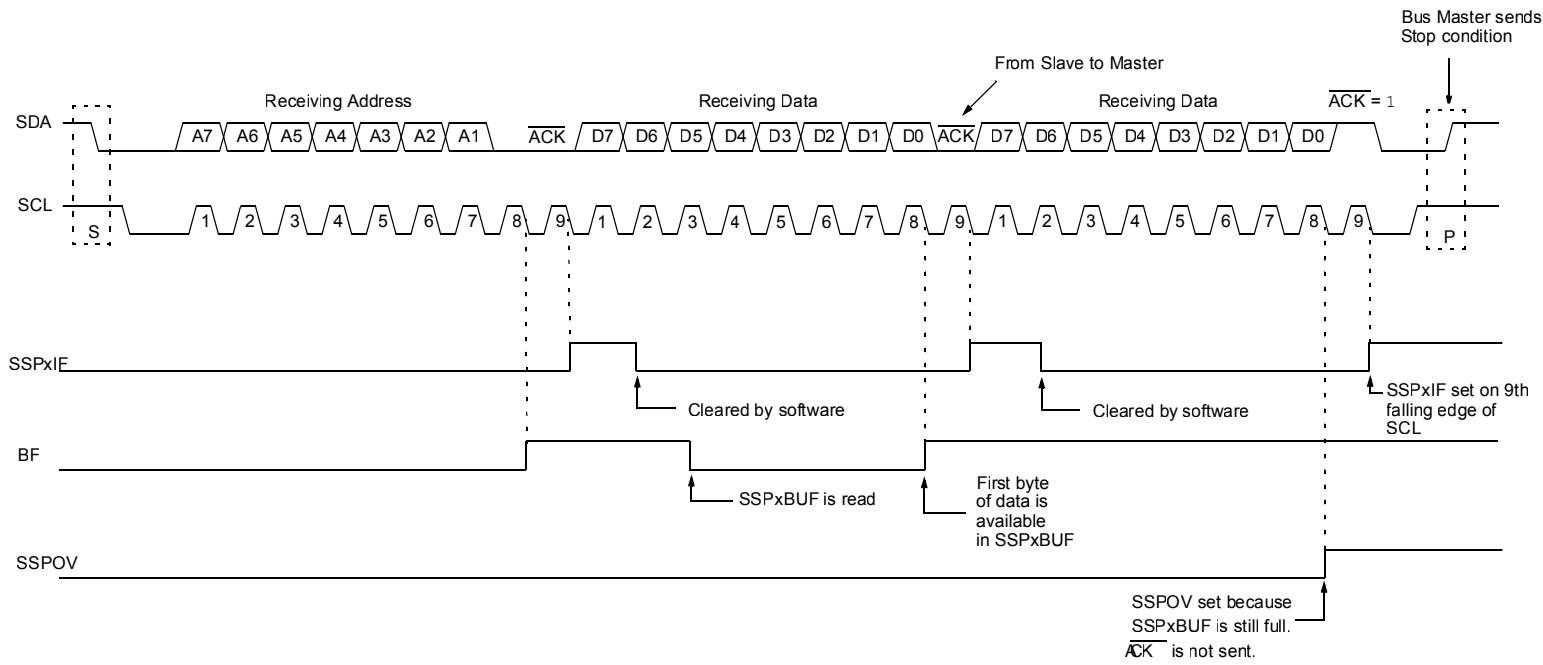 Bus Master sends
Stop condition
From Slave to Master
Receiving Address
Receiving Data
Receiving Data
ACK = 1
SDA
A7 A6 A5 A4 A3 A2 A1 ACK D7 D6 D5 D4 D3 D2 D1 D0 ACK D7 D6 D5 D4 D3 D2 D1 D0
SCL
1 2 3 4 5 6 7 8 9 1 2 3 4 5 6 7 8 9 1 2 3 4 5 6 7 8 9
S
P
SSPxIF
Cleared by software
Cleared by software
SSPxIF set on 9th
falling edge of
SCL
BF
SSPxBUF is read
First byte
of data is
available
in SSPxBUF
SSPOV
SSPOV set because
SSPxBUF is still full.
ACK is not sent.